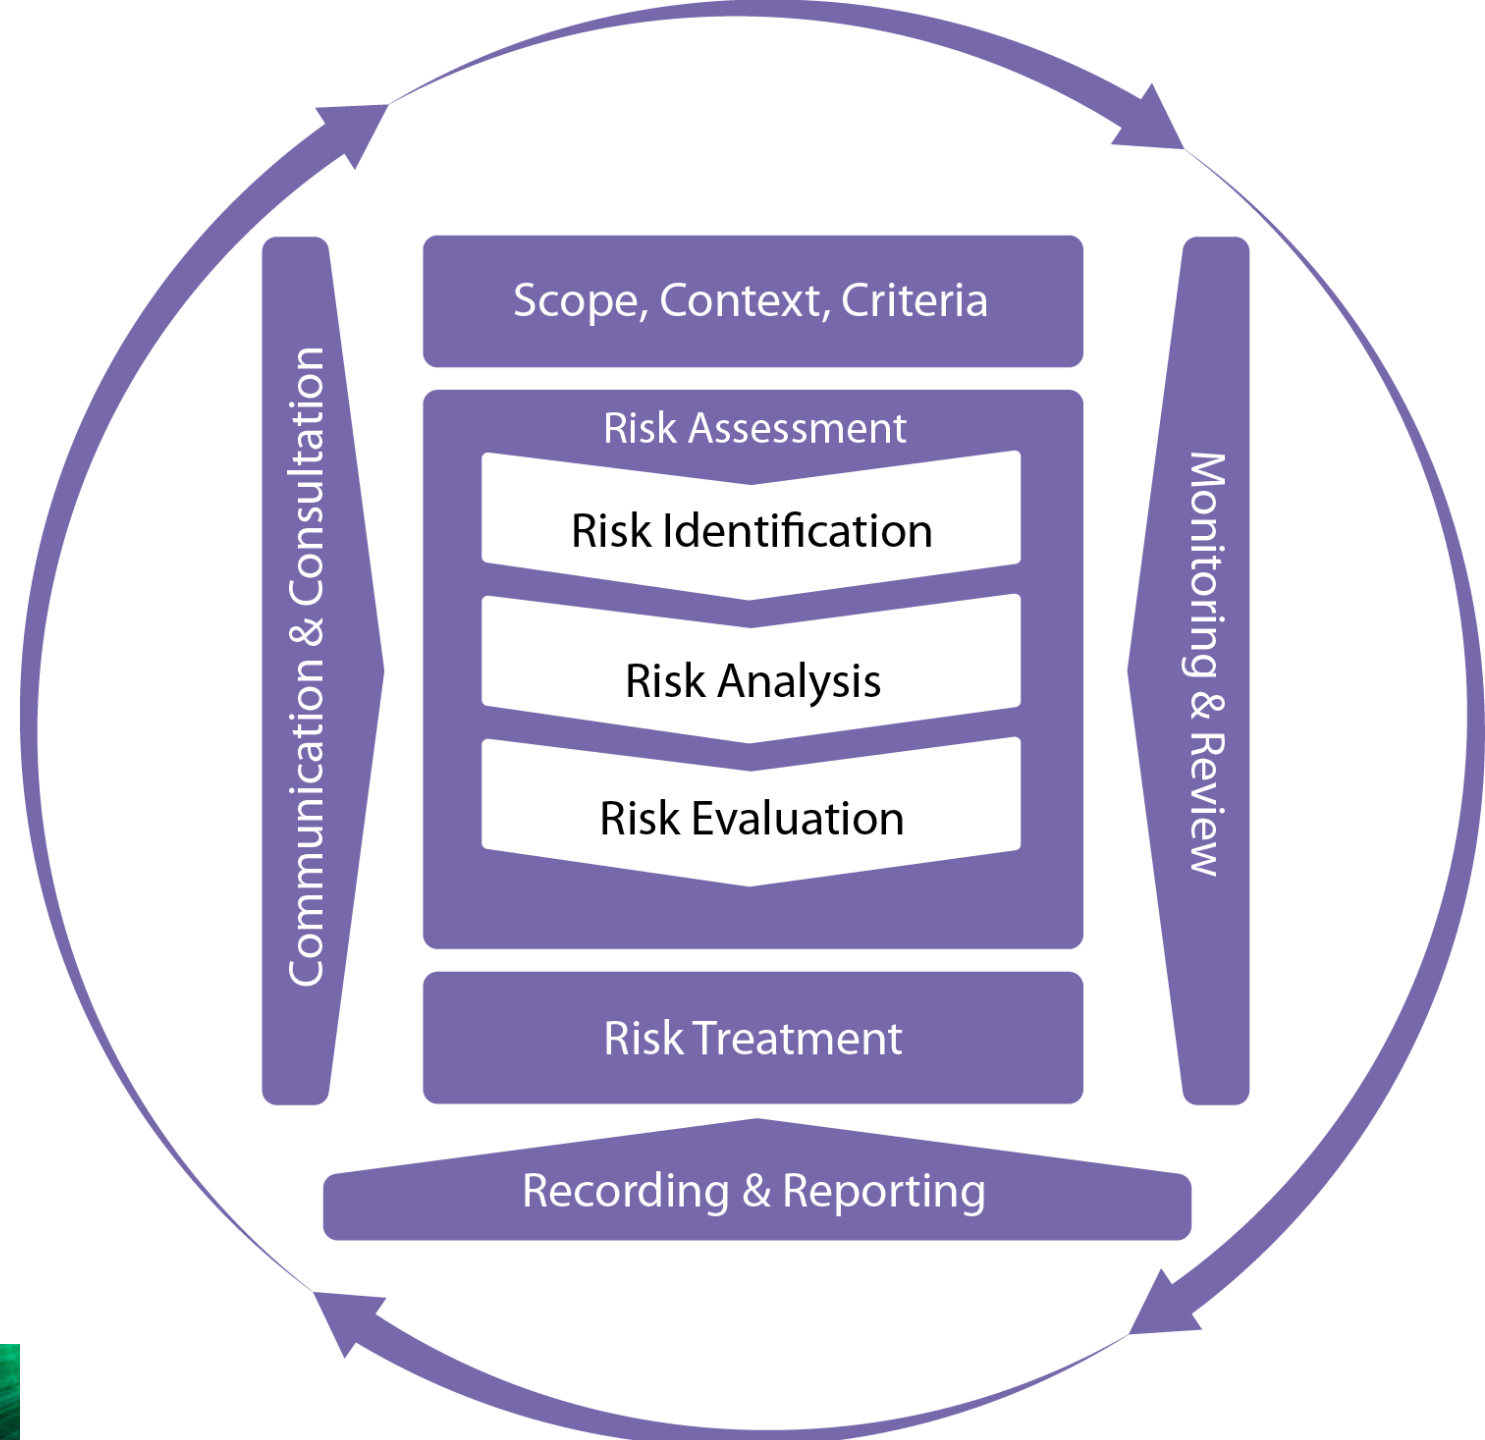 Scope, Context, Criteria
Communication & Consultation
Risk Assessment
Risk Identification
Risk Analysis
Risk Evaluation
Monitoring & Review
Risk Treatment
Recording & Reporting